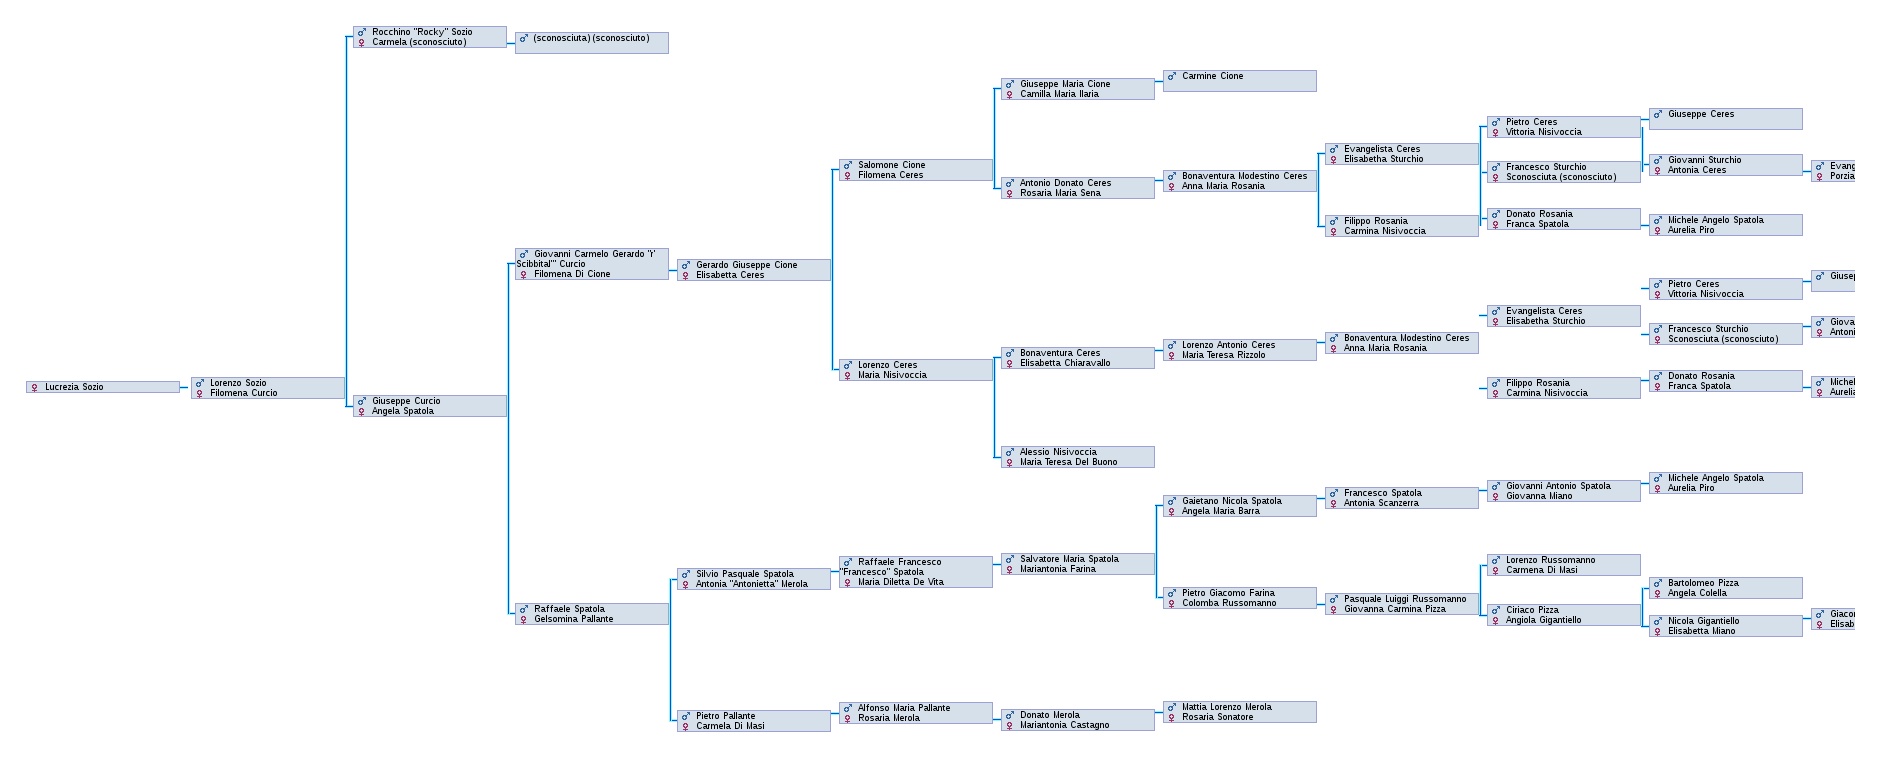 Lucrezia Sozio
Lorenzo Sozio
Filomena Curcio
Rocchino "Rocky" Sozio
Carmela (sconosciuto)
Giuseppe Curcio
Angela Spatola
(sconosciuta) (sconosciuto)
Giovanni Carmelo Gerardo "r'
Scibbital'" Curcio
Filomena Di Cione
Raffaele Spatola
Gelsomina Pallante
Gerardo Giuseppe Cione
Elisabetta Ceres
Silvio Pasquale Spatola
Antonia "Antonietta" Merola
Pietro Pallante
Carmela Di Masi
Salomone Cione
Filomena Ceres
Lorenzo Ceres
Maria Nisivoccia
Raffaele Francesco
"Francesco" Spatola
Maria Diletta De Vita
Alfonso Maria Pallante
Rosaria Merola
Giuseppe Maria Cione
Camilla Maria Ilaria
Antonio Donato Ceres
Rosaria Maria Sena
Bonaventura Ceres
Elisabetta Chiaravallo
Alessio Nisivoccia
Maria Teresa Del Buono
Salvatore Maria Spatola
Mariantonia Farina
Donato Merola
Mariantonia Castagno
Carmine Cione
Bonaventura Modestino Ceres
Anna Maria Rosania
Lorenzo Antonio Ceres
Maria Teresa Rizzolo
Gaietano Nicola Spatola
Angela Maria Barra
Pietro Giacomo Farina
Colomba Russomanno
Mattia Lorenzo Merola
Rosaria Sonatore
Evangelista Ceres
Elisabetha Sturchio
Filippo Rosania
Carmina Nisivoccia
Bonaventura Modestino Ceres
Anna Maria Rosania
Francesco Spatola
Antonia Scanzerra
Pasquale Luiggi Russomanno
Giovanna Carmina Pizza
Pietro Ceres
Vittoria Nisivoccia
Francesco Sturchio
Sconosciuta (sconosciuto)
Donato Rosania
Franca Spatola
Evangelista Ceres
Elisabetha Sturchio
Filippo Rosania
Carmina Nisivoccia
Giovanni Antonio Spatola
Giovanna Miano
Lorenzo Russomanno
Carmena Di Masi
Ciriaco Pizza
Angiola Gigantiello
Giuseppe Ceres
Giovanni Sturchio
Antonia Ceres
Michele Angelo Spatola
Aurelia Piro
Pietro Ceres
Vittoria Nisivoccia
Francesco Sturchio
Sconosciuta (sconosciuto)
Donato Rosania
Franca Spatola
Michele Angelo Spatola
Aurelia Piro
Bartolomeo Pizza
Angela Colella
Nicola Gigantiello
Elisabetta Miano
Evang
Porzia
Giusep
Giova
Antoni
Michel
Aurelia
Giacor
Elisab